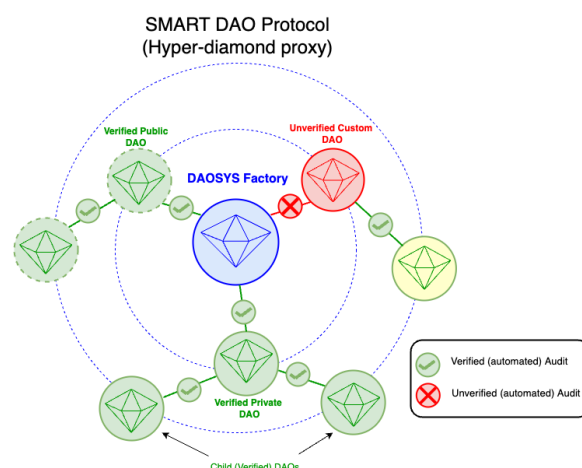 SMART DAO Protocol
(Hyper-diamond proxy)
Verified Public
DAO
Unverified Custom
DAO
DAOSYS Factory
Verified (automated) Audit
Unverified (automated) Audit
Verified Private
DAO
Child (Verified) DAOs